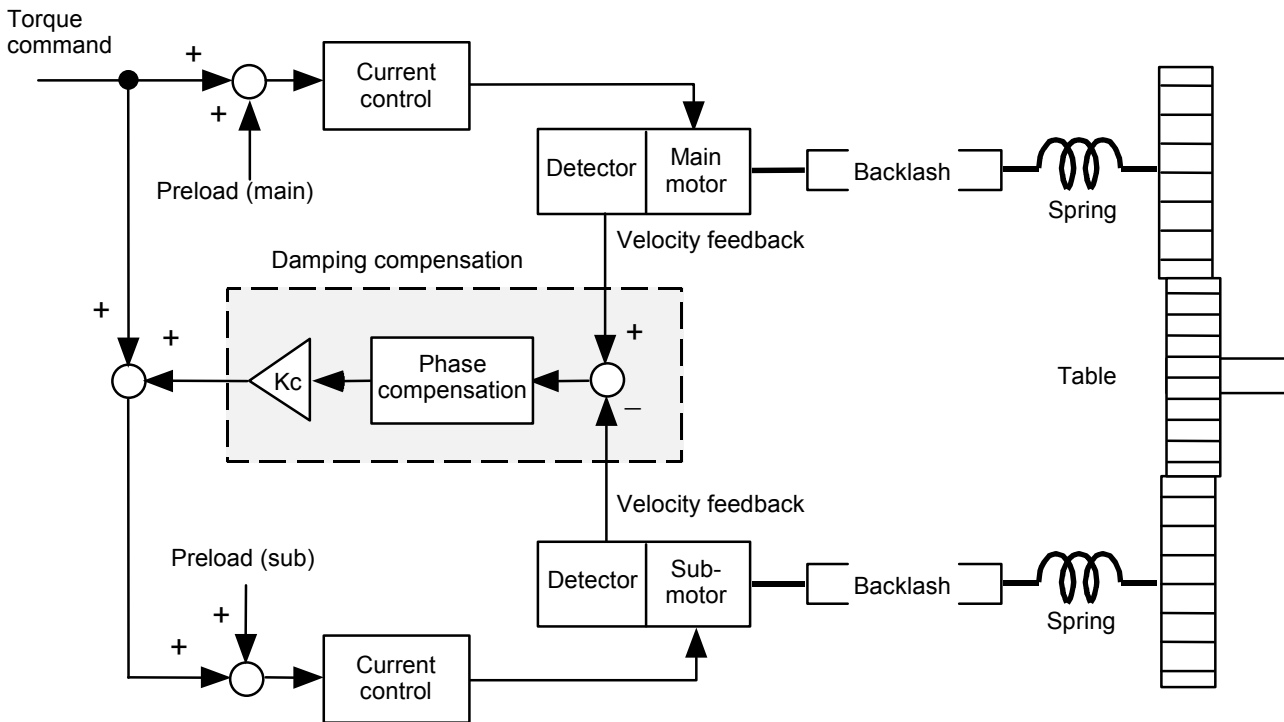 Torque
command
+
+
Current
control
Preload (main)
Detector
Main
motor
Backlash
Spring
Velocity feedback
Damping compensation
+
+
+
Kc
Phase
compensation
–
Table
Velocity feedback
Preload (sub)
+
+
Detector
Sub-
motor
Backlash
Spring
Current
control